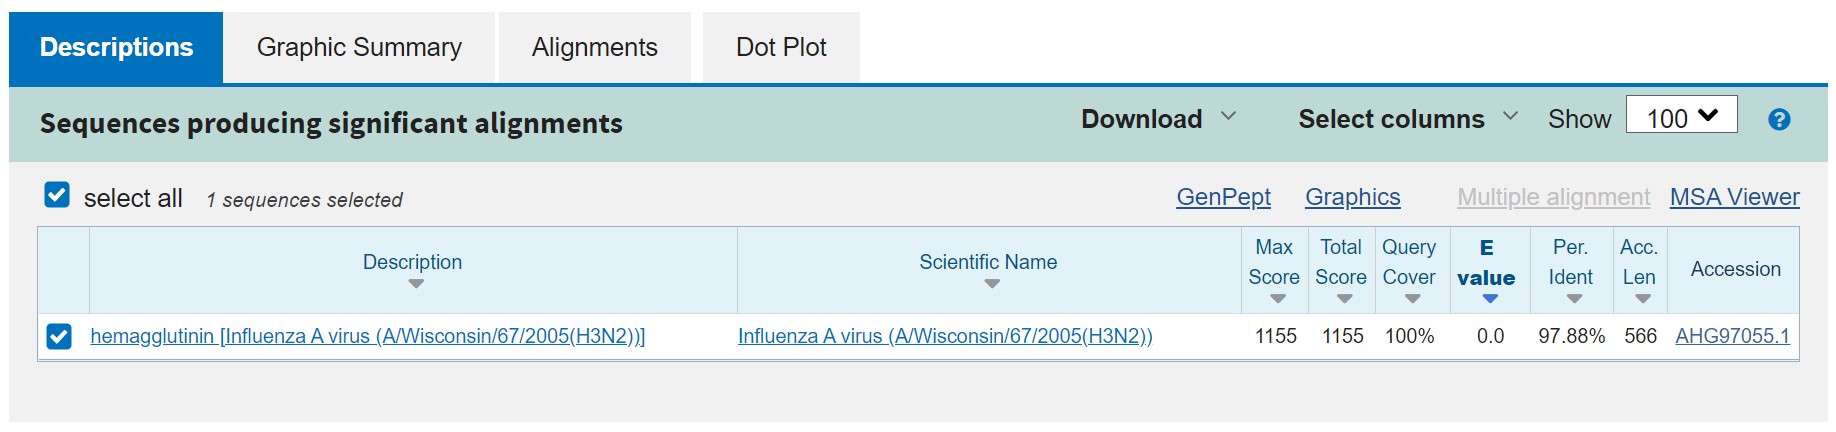 Descriptions Graphic Summary Alignments Dot Plot
Sequences producing significant alignments Download Select columns Show 100 ?
select all 1 sequences selected GenPept Graphics Multiple alignment MSA Viewer
Description Scientific Name Max Score Total Score Query Cover E value Per. Ident Acc. Len Accession
hemagglutinin [Influenza A virus (A/Wisconsin/67/2005(H3N2))] Influenza A virus (A/Wisconsin/67/2005(H3N2)) 1155 1155 100% 0.0 97.88% 566 AHG97055.1